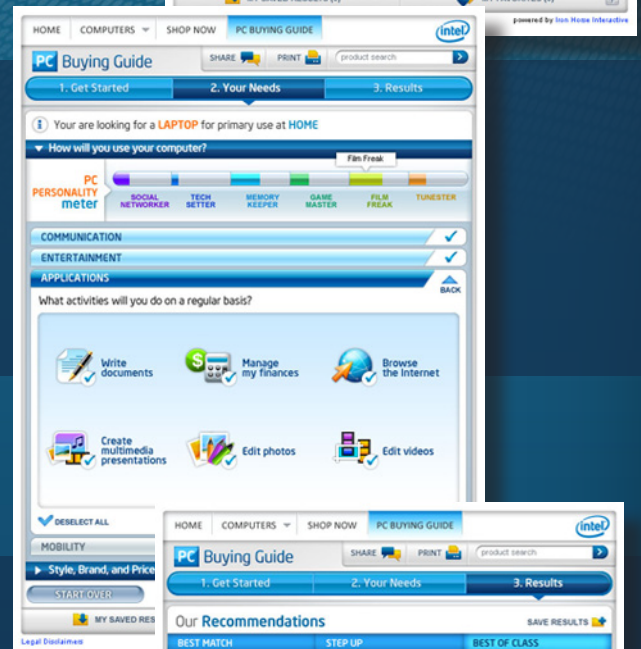 MY SAVED RESULTS (0)
powered by Iron Horse Interactive
HOME COMPUTERS SHOP NOW PC BUYING GUIDE intel
PC Buying Guide SHARE PRINT product search
1. Get Started 2. Your Needs 3. Results
i Your are looking for a LAPTOP for primary use at HOME
How will you use your computer?
Film Freak
PC
PERSONALITY
meter
SOCIAL NETWORKER TECH SETTER MEMORY KEEPER GAME MASTER FILM FREAK TUNESTER
COMMUNICATION
ENTERTAINMENT
APPLICATIONS
BACK
What activities will you do on a regular basis?
Write
documents
Manage
my finances
Browse
the Internet
Create
multimedia
presentations
Edit photos
Edit videos
DESELECT ALL
MOBILITY
Style, Brand, and Price
START OVER
MY SAVED RES
Legal Disclaimers
HOME COMPUTERS SHOP NOW PC BUYING GUIDE intel
PC Buying Guide SHARE PRINT product search
1. Get Started 2. Your Needs 3. Results
Our Recommendations SAVE RESULTS
BEST MATCH STEP UP BEST OF CLASS